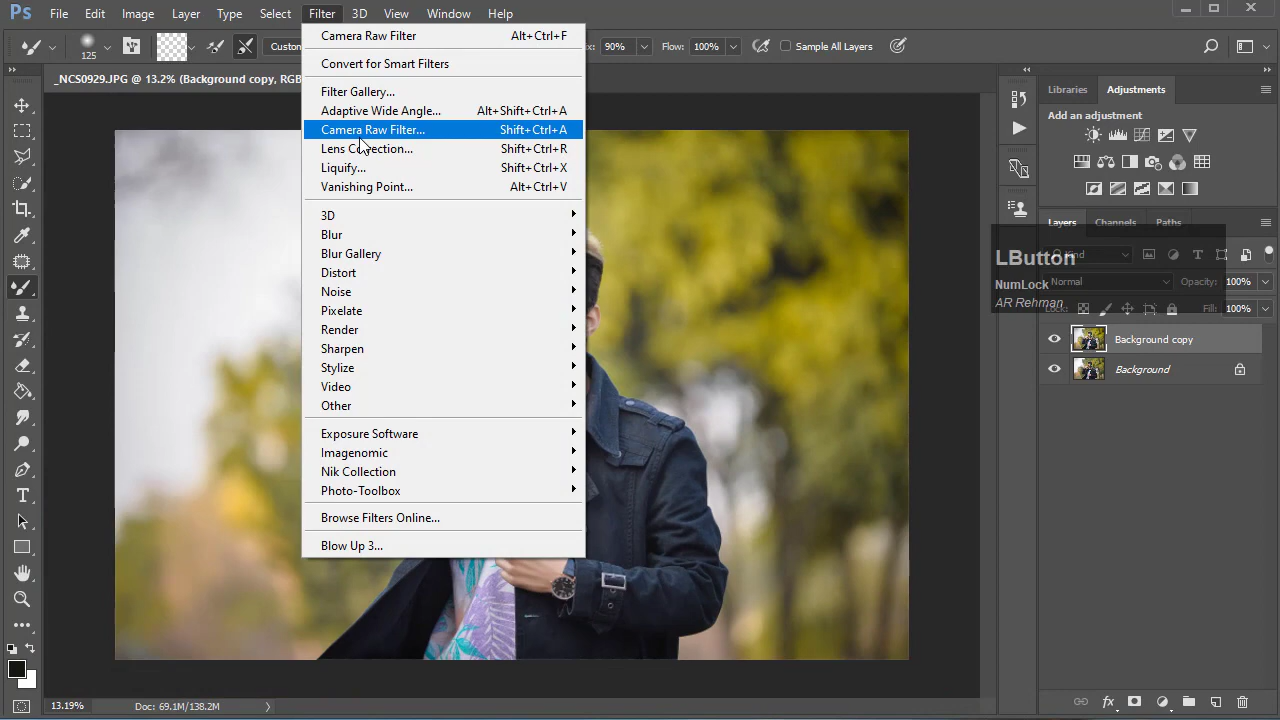 Ps File Edit Image Layer Type Select Filter 3D View Window Help
125 Custom 90% Flow: 100% Sample All Layers
_NCS0929.JPG @ 13.2% (Background copy, RGB
Camera Raw Filter Alt+Ctrl+F
Convert for Smart Filters
Filter Gallery...
Adaptive Wide Angle... Alt+Shift+Ctrl+A
Camera Raw Filter... Shift+Ctrl+A
Lens Correction... Shift+Ctrl+R
Liquify... Shift+Ctrl+X
Vanishing Point... Alt+Ctrl+V
3D
Blur
Blur Gallery
Distort
Noise
Pixelate
Render
Sharpen
Stylize
Video
Other
Exposure Software
Imagenomic
Nik Collection
Photo-Toolbox
Browse Filters Online...
Blow Up 3...
Libraries Adjustments
Add an adjustment
Layers Channels Paths
Kind
LButton
Normal Opacity: 100%
NumLock
AR Rehman
Lock: Fill: 100%
Background copy
Background
13.19% Doc: 69.1M/138.2M